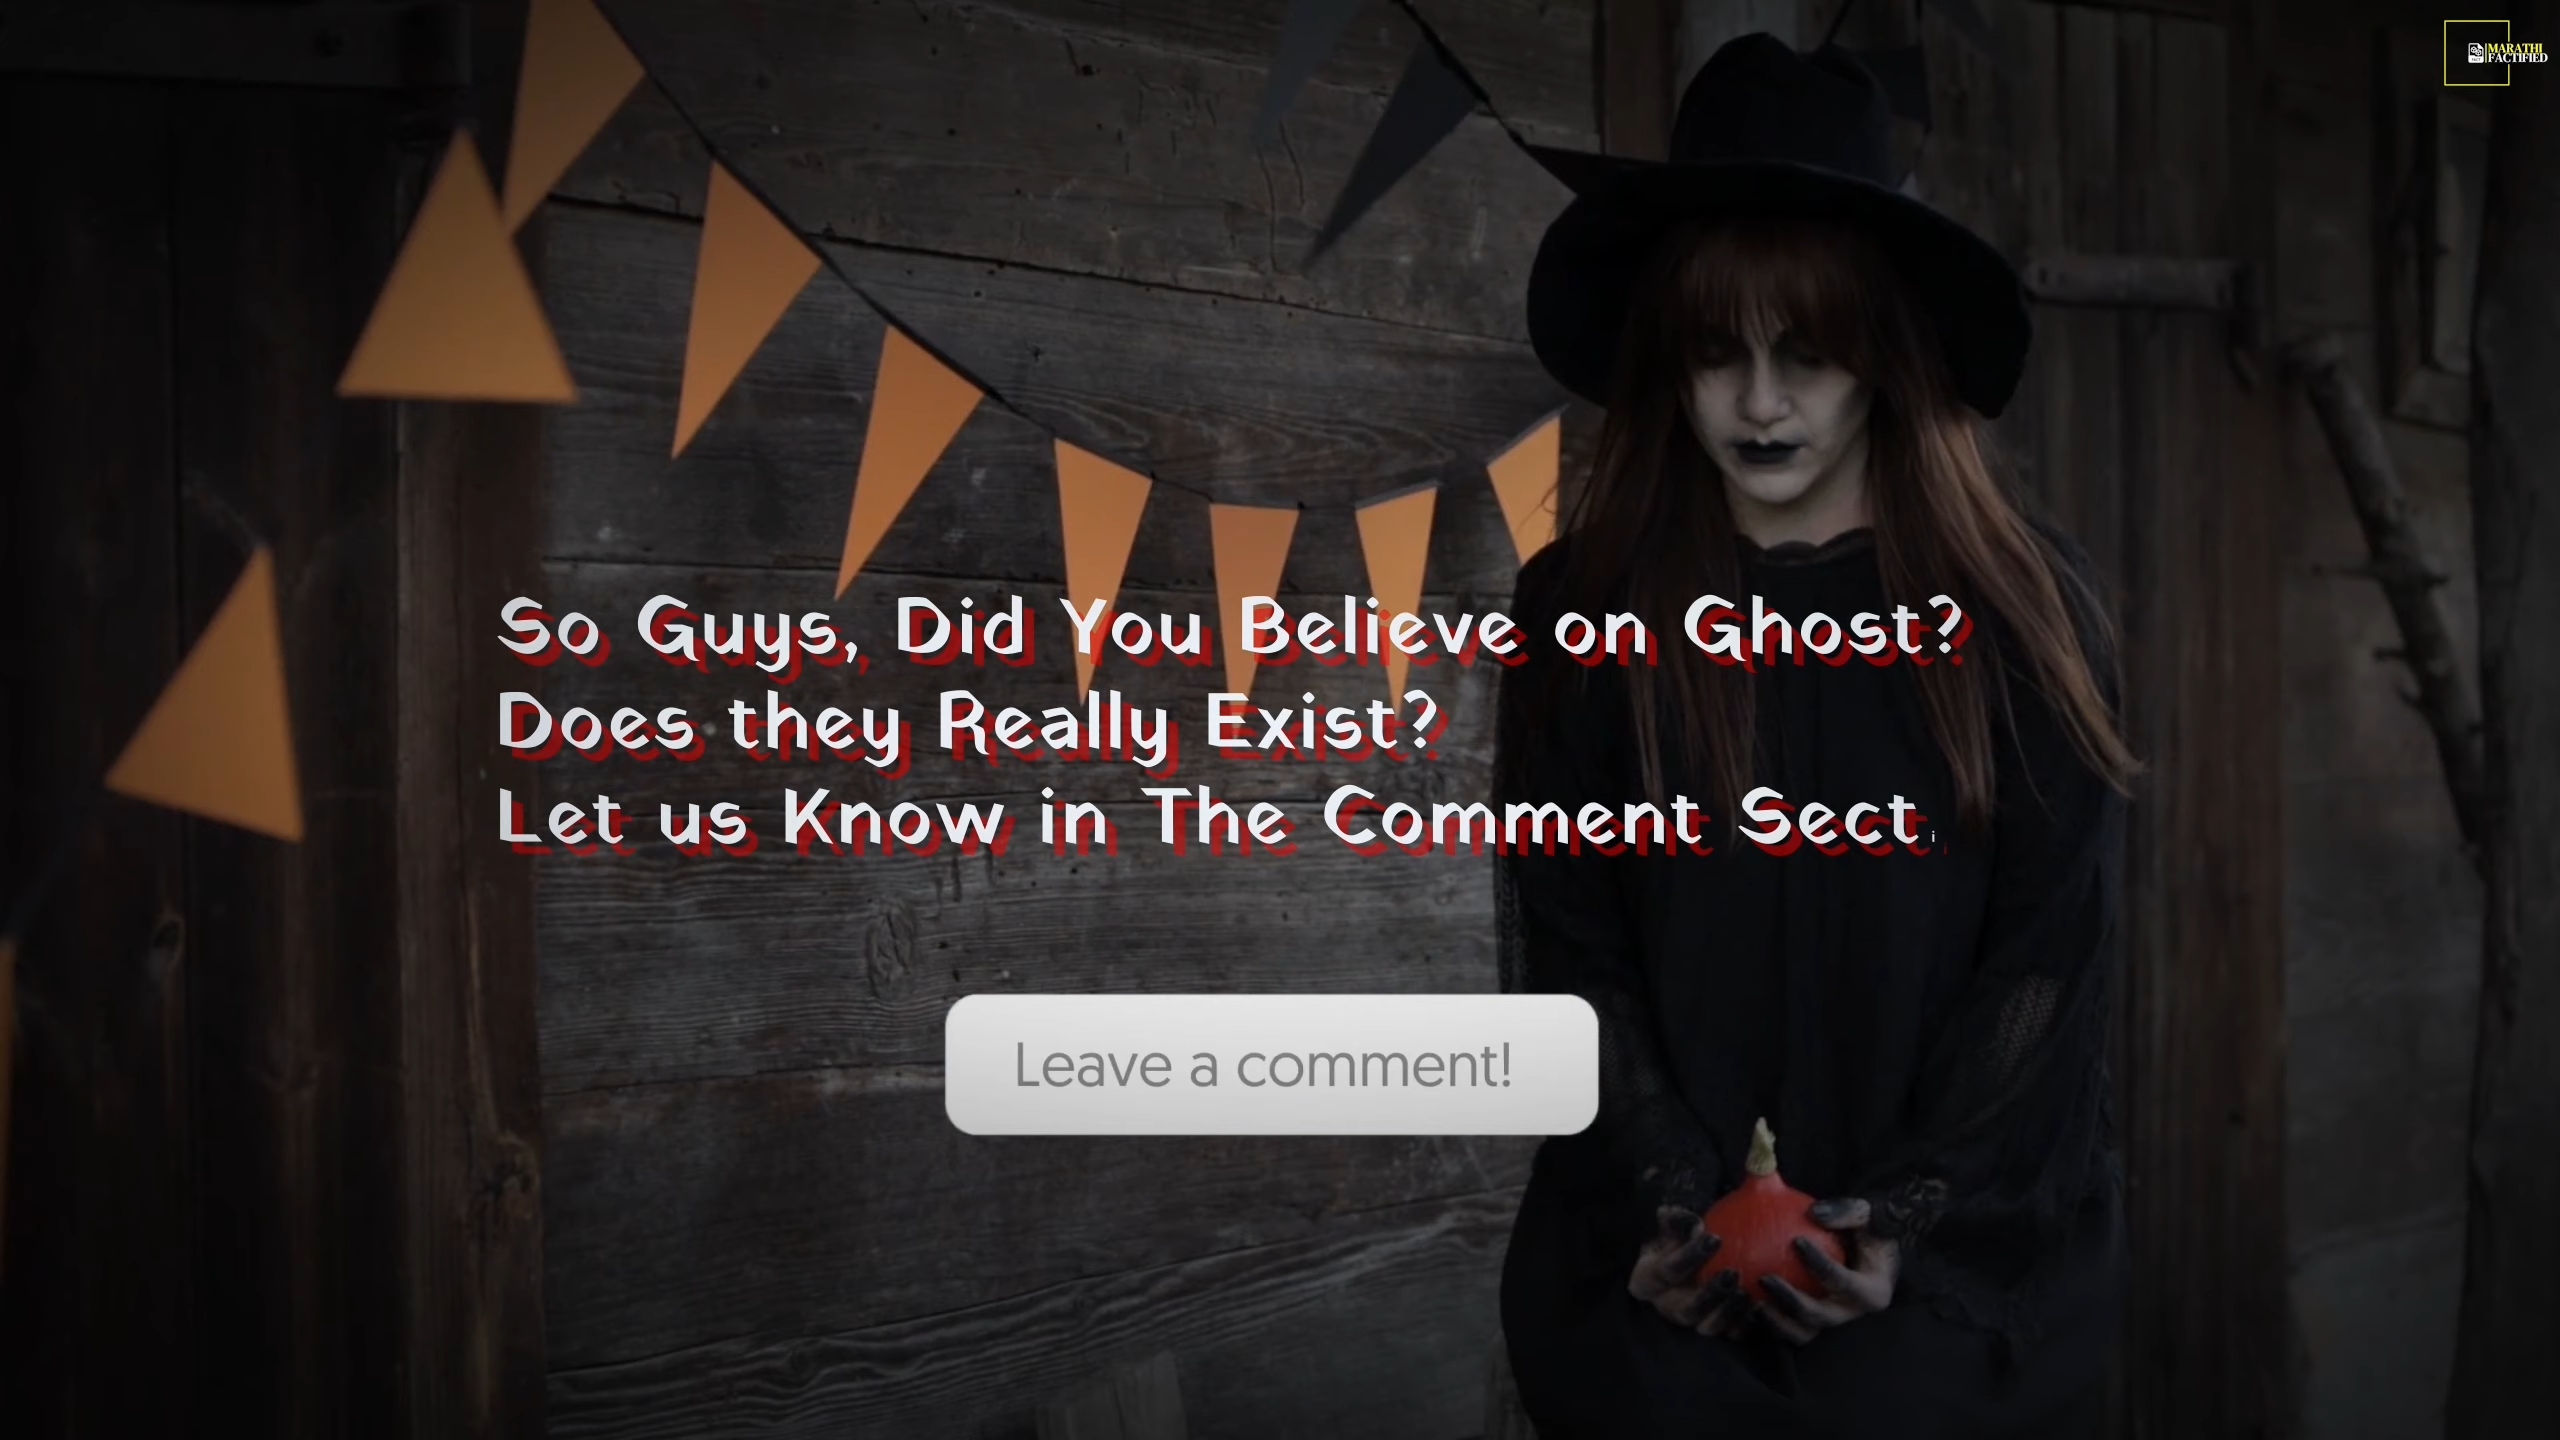 MARATHI
FACTIFIED
So Guys, Did You Believe on Ghost?
Does they Really Exist?
Let us Know in The Comment Secti
Leave a comment!